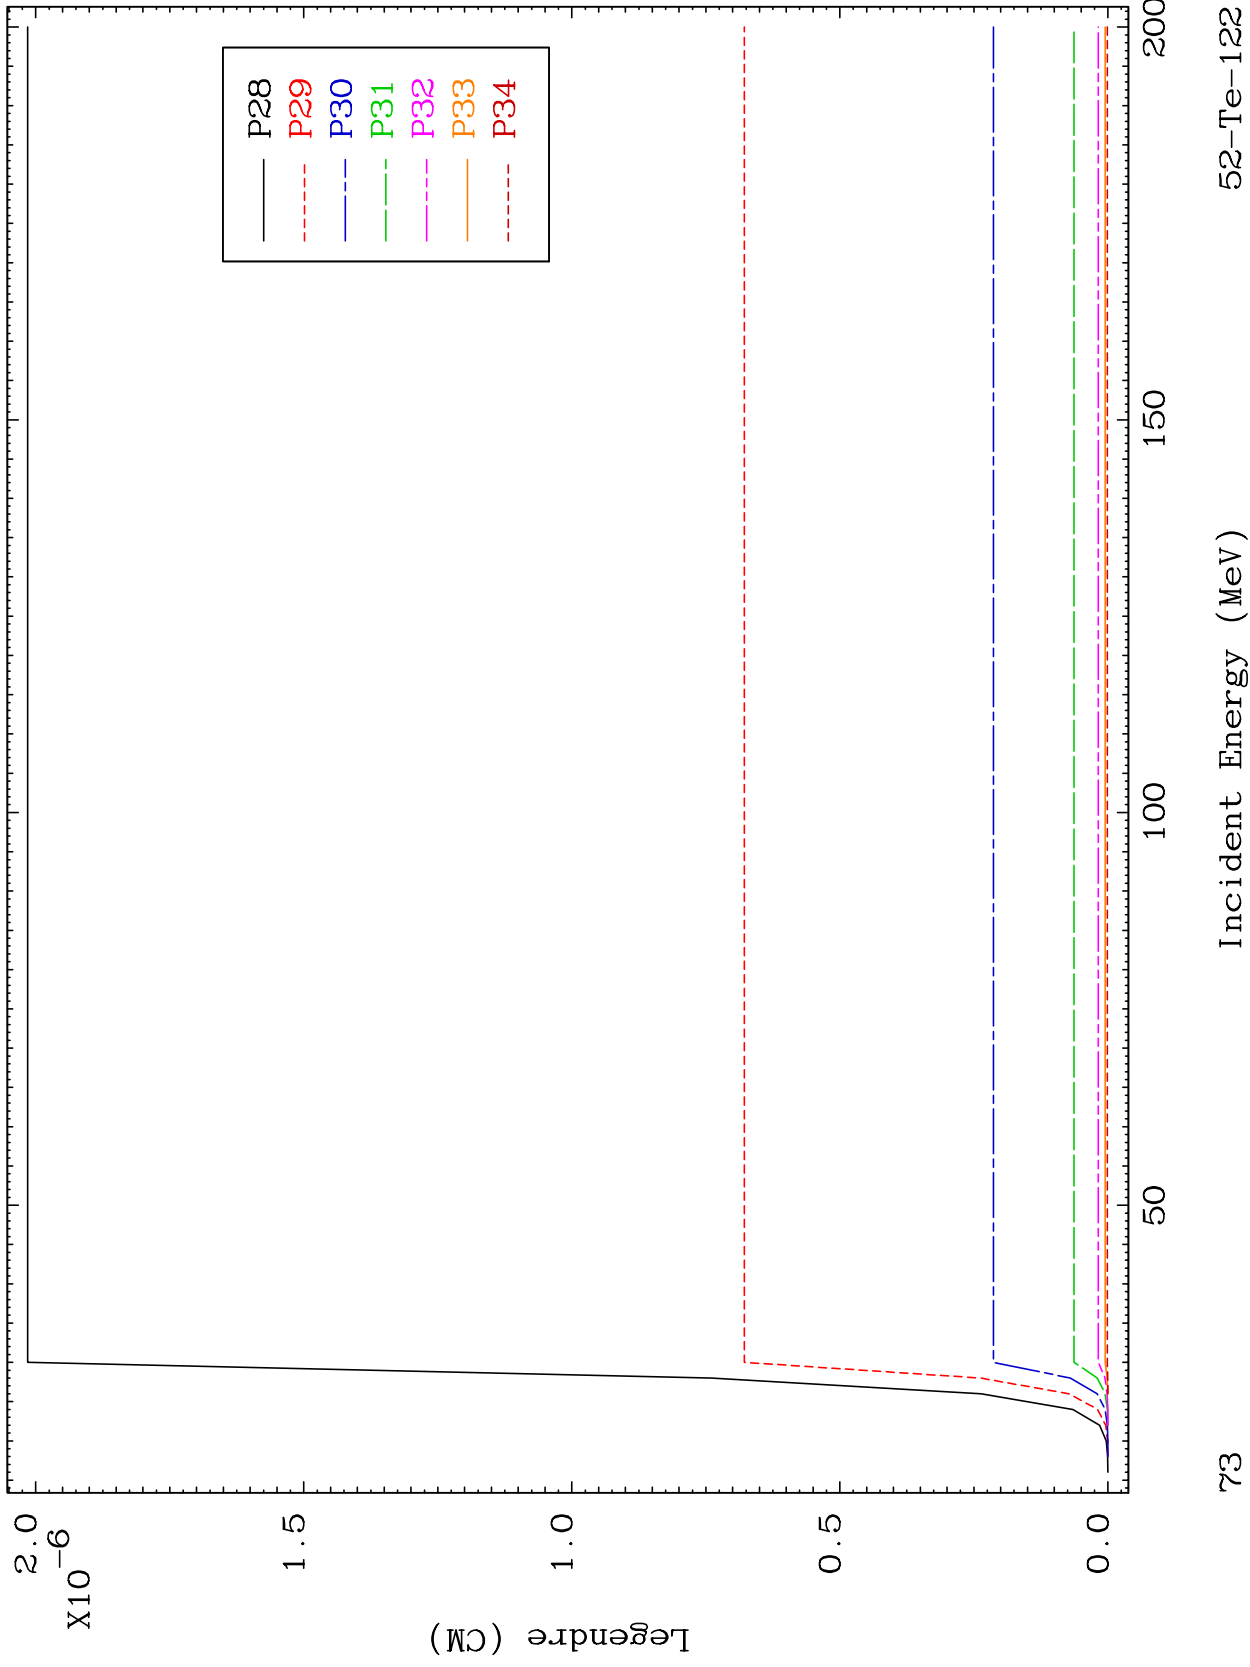 X10-6
2.0
1.5
1.0
0.5
0.0
Legendre (CM)
P28
P29
P30
P31
P32
P33
P34
50
100
150
200
Incident Energy (MeV)
73
52-Te-122